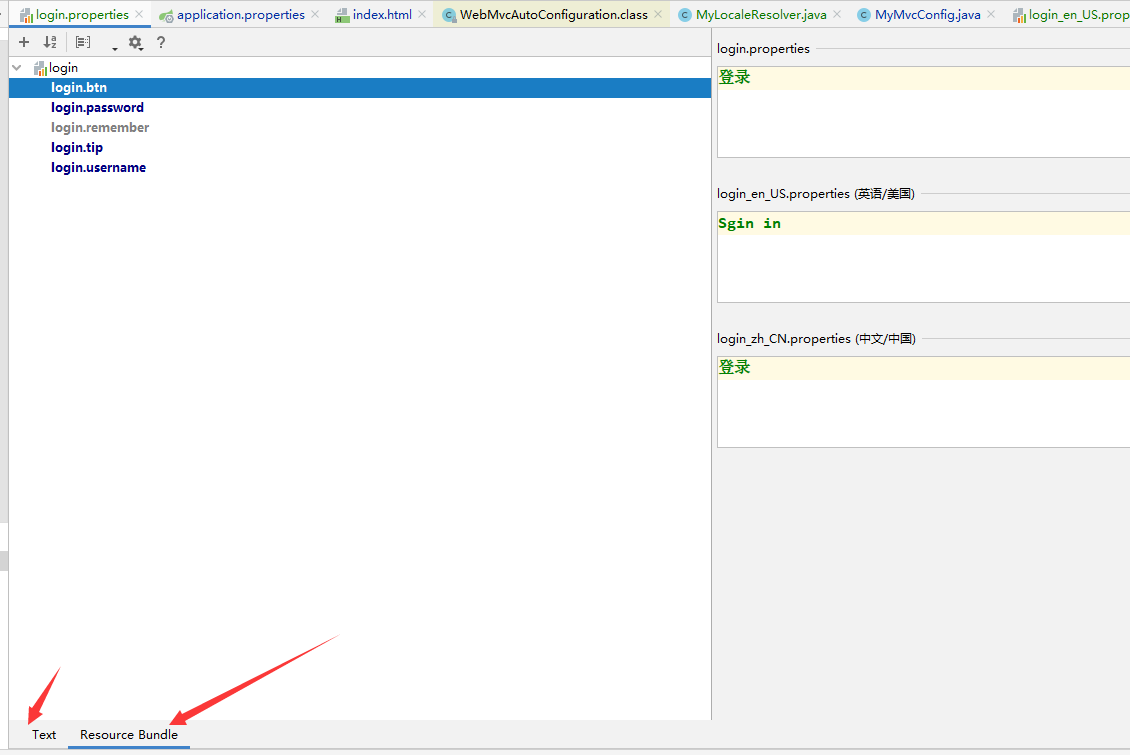 login.properties application.properties index.html WebMvcAutoConfiguration.class MyLocaleResolver.java MyMvcConfig.java login_en_US.prop
login
login.btn
login.password
login.remember
login.tip
login.username
login.properties
登录
login_en_US.properties (英语/美国)
Sgin in
login_zh_CN.properties (中文/中国)
登录
Text Resource Bundle